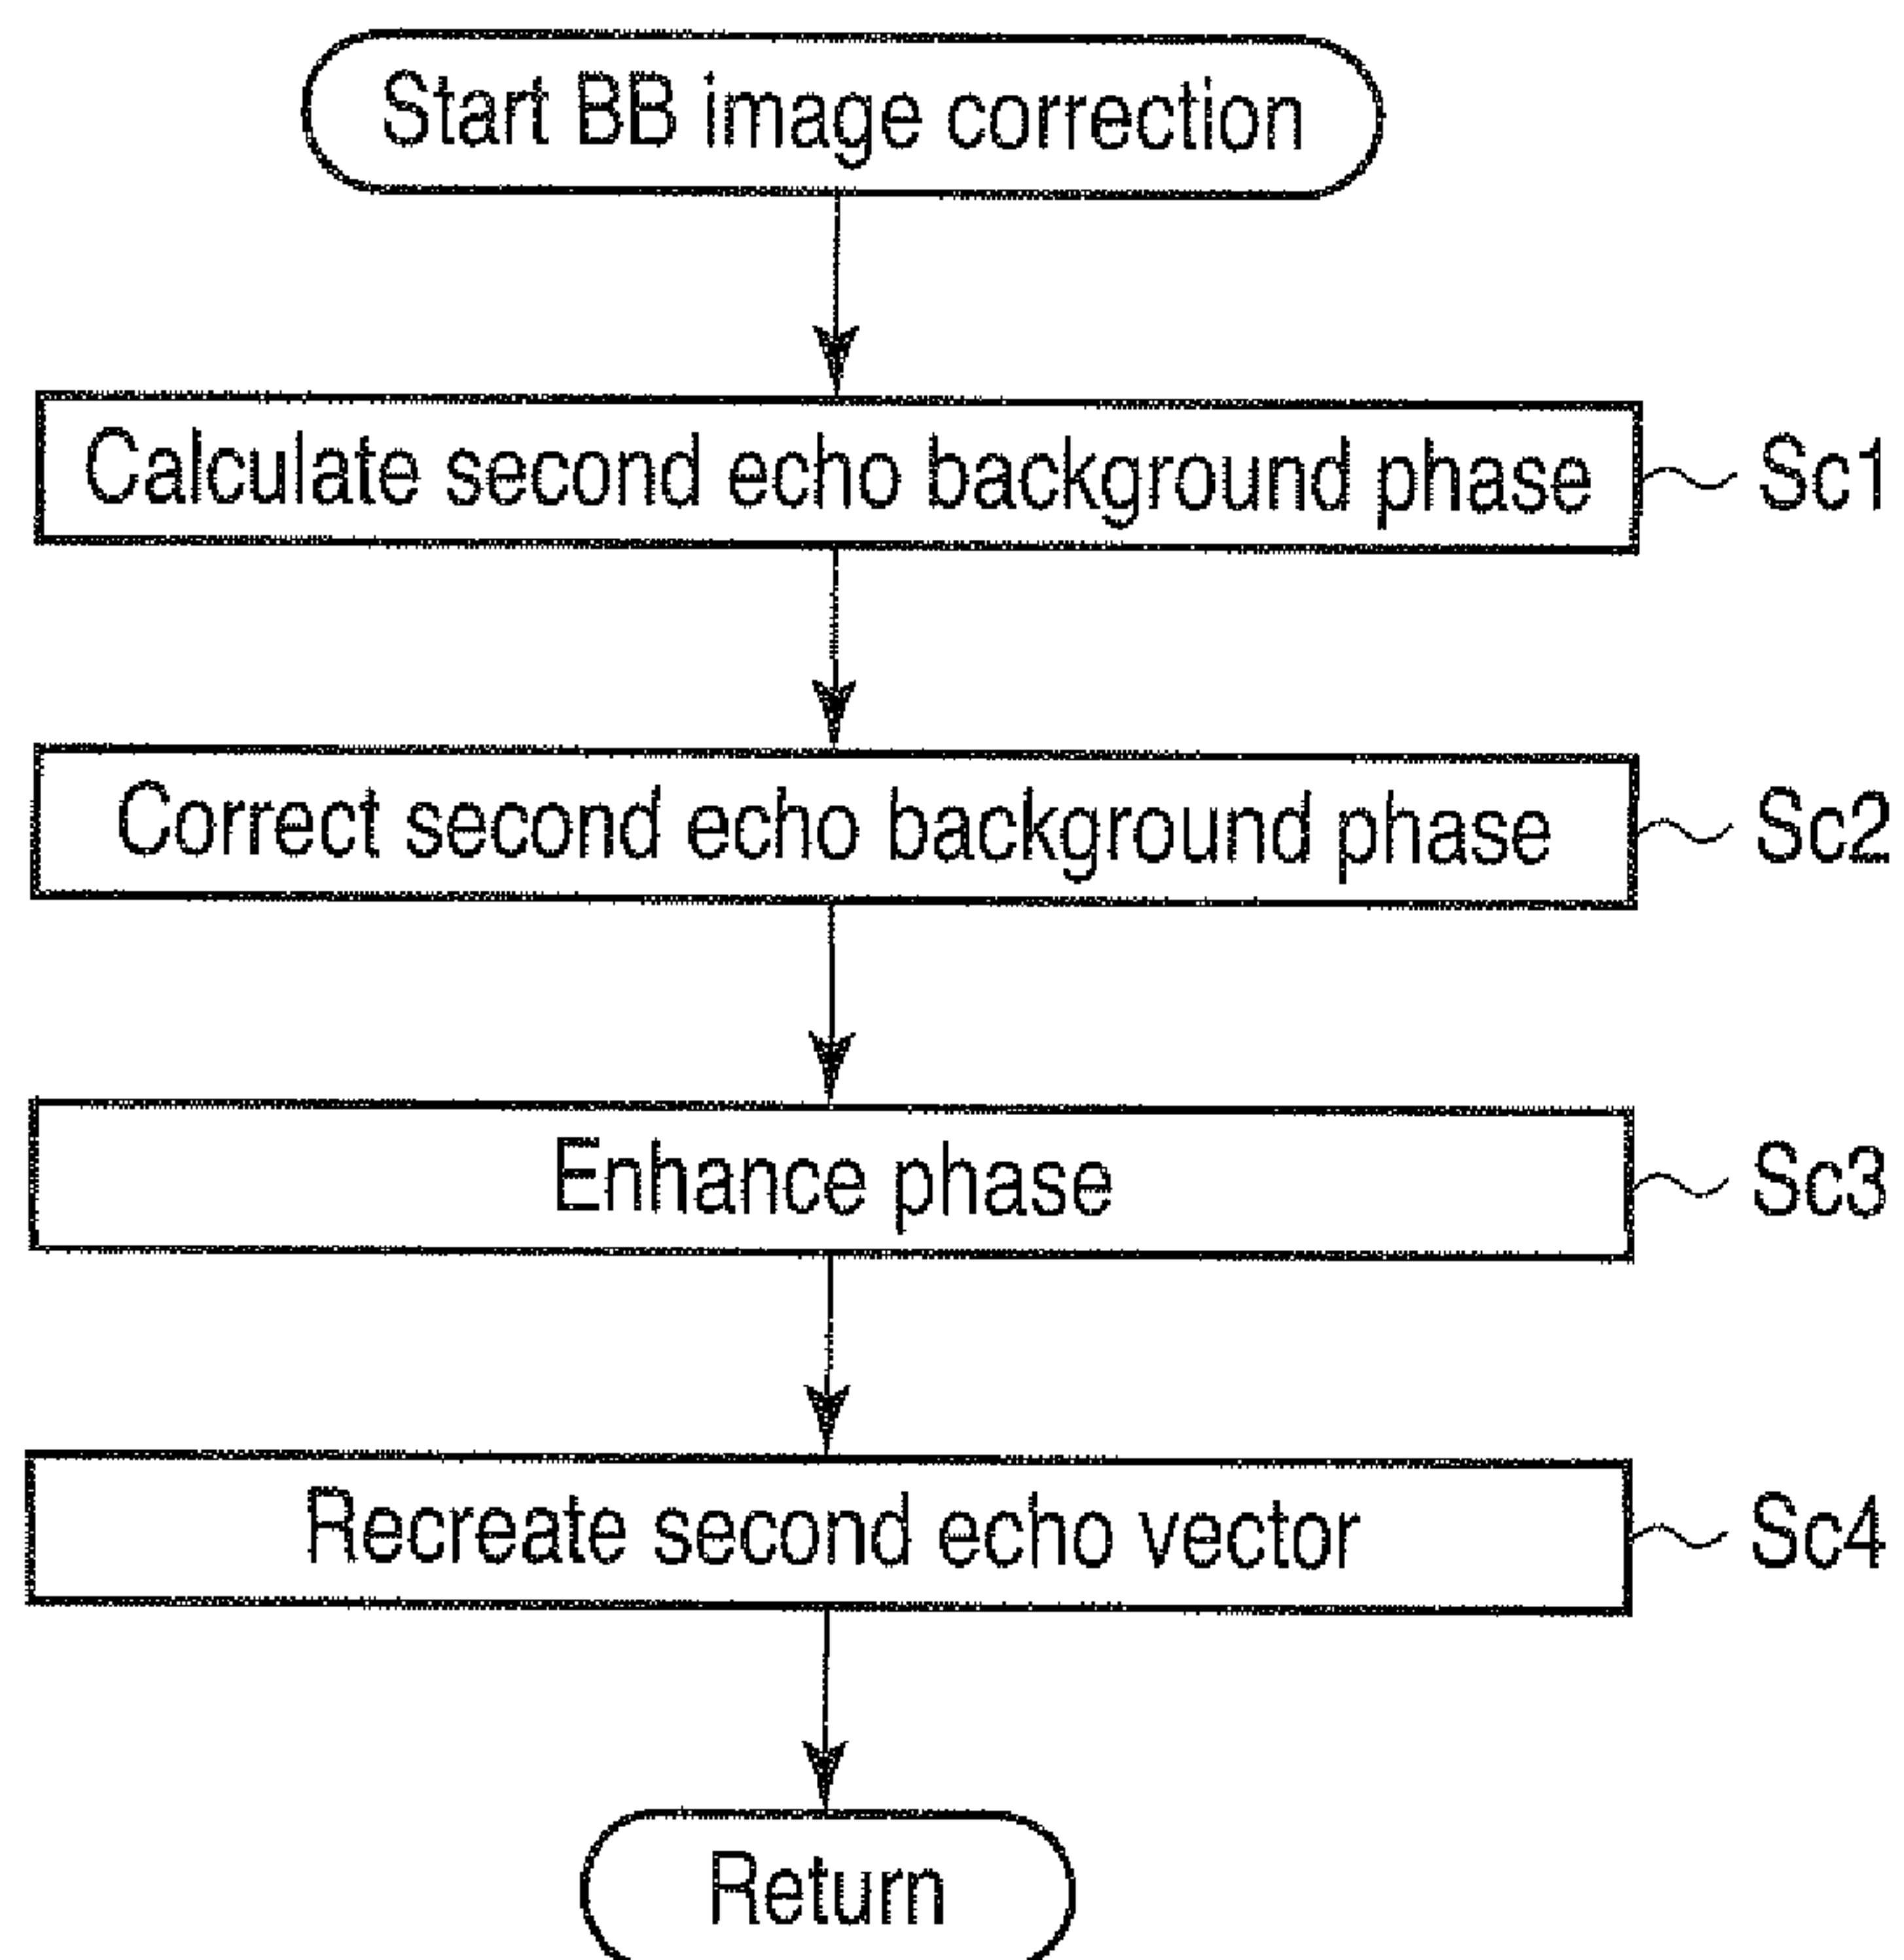 Start BB image correction
Calculate second echo background phase Sc1
Correct second echo background phase Sc2
Enhance phase Sc3
Recreate second echo vector Sc4
Return